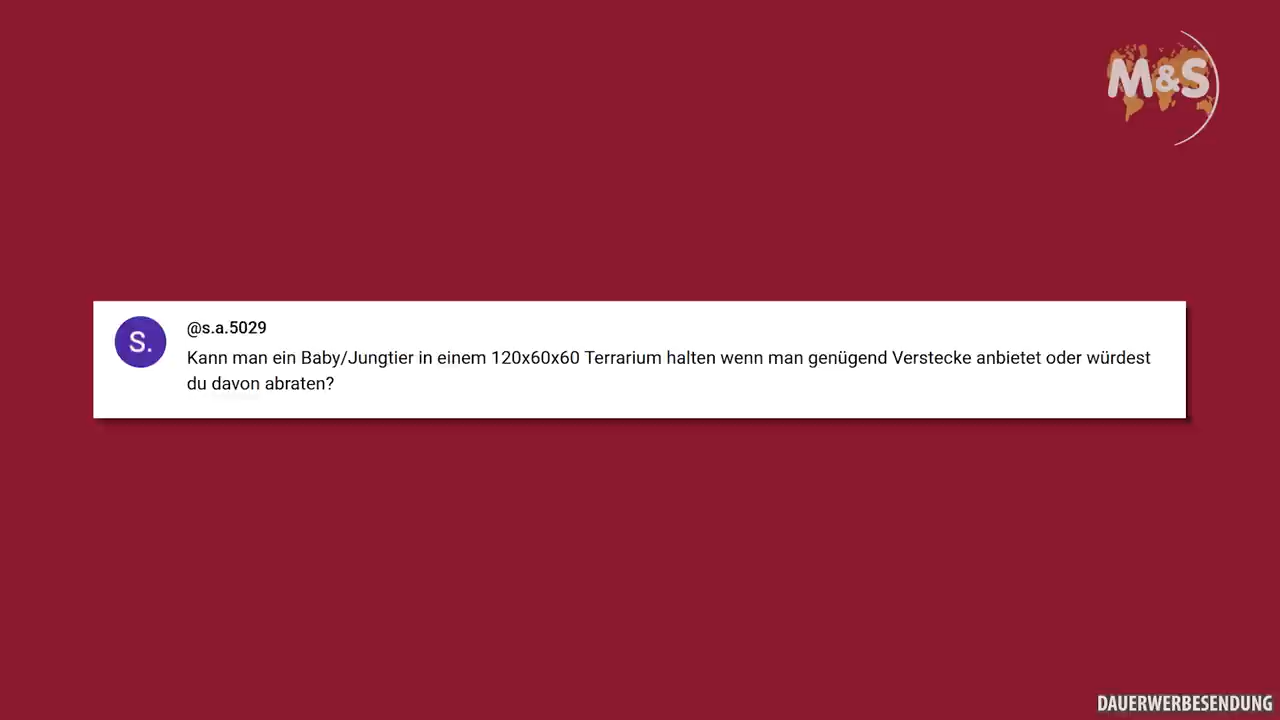 M&S
S.
@s.a.5029
Kann man ein Baby/Jungtier in einem 120x60x60 Terrarium halten wenn man genügend Verstecke anbietet oder würdest
du davon abraten?
DAUERWERBESENDUNG